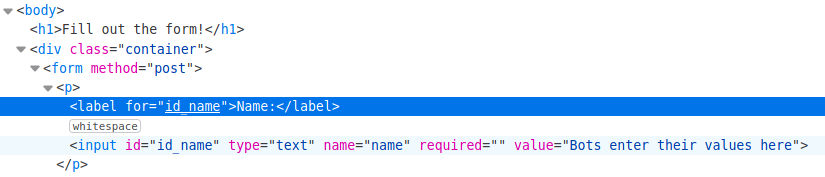 <body>
<h1>Fill out the form!</h1>
<div class="container">
<form method="post">
<p>
<label for="id_name">Name:</label>
whitespace
<input id="id_name" type="text" name="name" required="" value="Bots enter their values here">
</p>